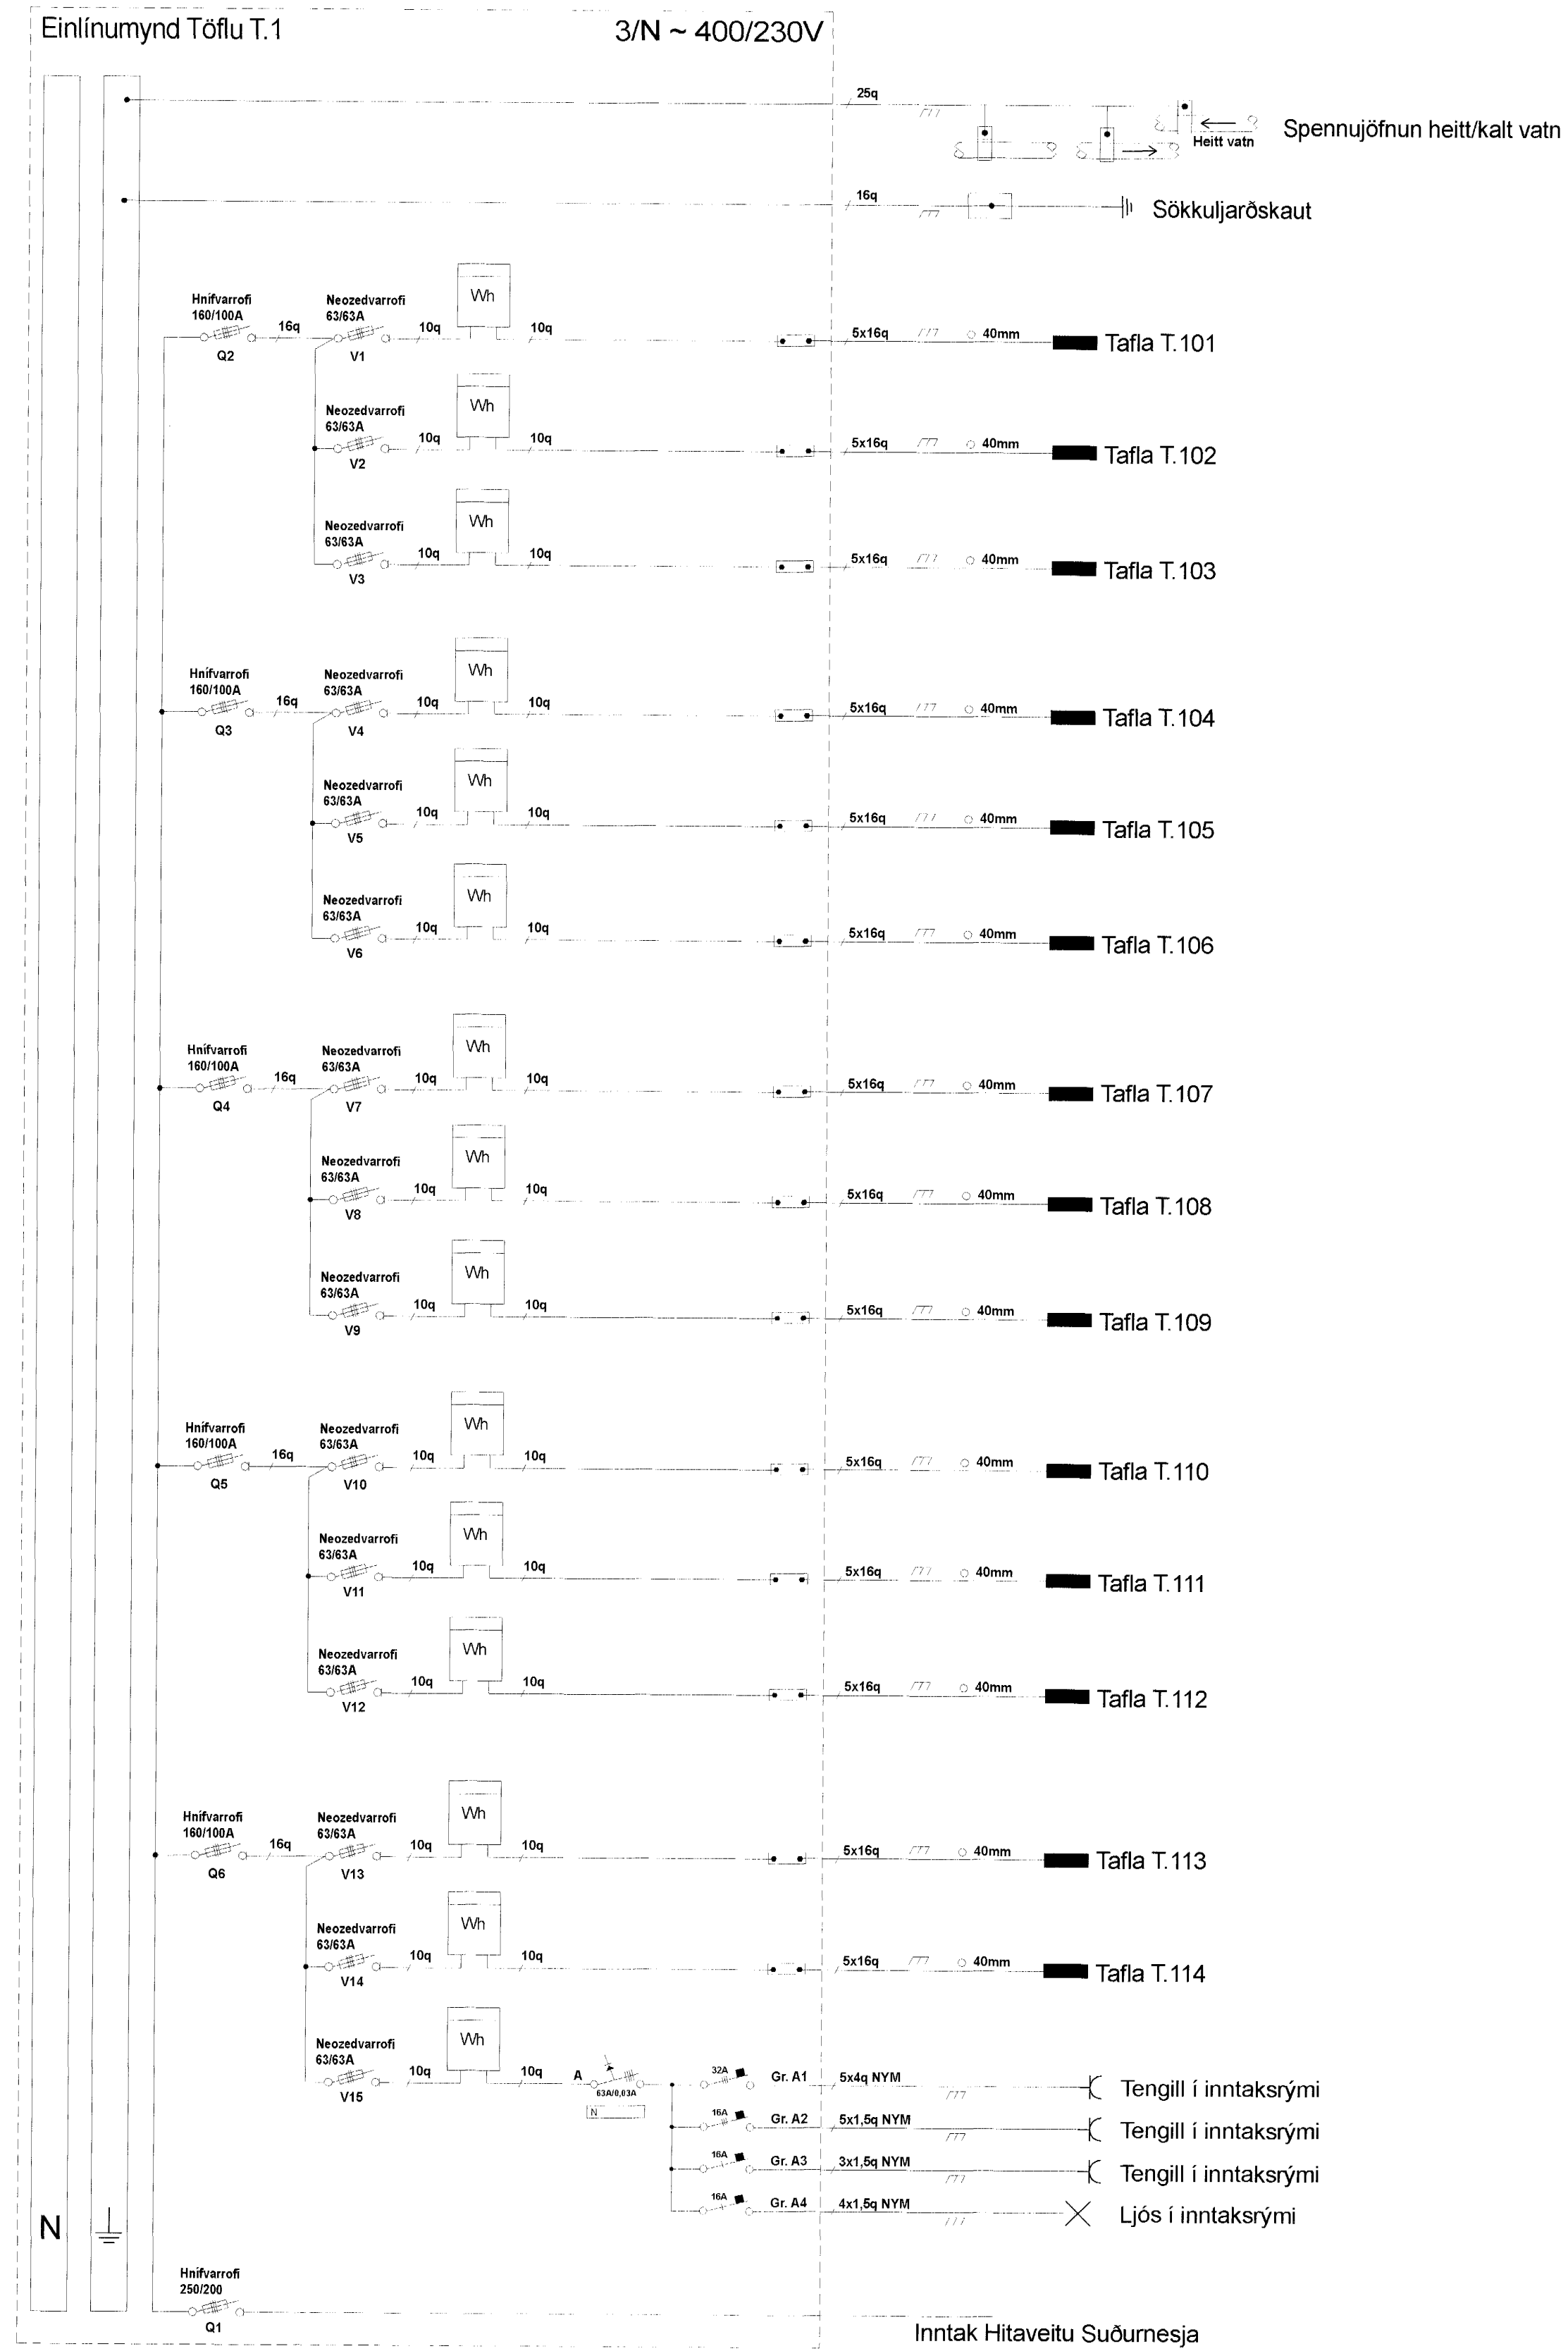 Einlínumynd Töflu T.1
3/N ~ 400/230V
25q
Heitt vatn
Spennujöfnun heitt/kalt vatn
16q
Sökkuljarðskaut
Hnífvarrofi
160/100A
Q2
16q
Neozedvarrofi
63/63A
V1
10q
Wh
10q
5x16q
40mm
Tafla T.101
Neozedvarrofi
63/63A
V2
10q
Wh
10q
5x16q
40mm
Tafla T.102
Neozedvarrofi
63/63A
V3
10q
Wh
10q
5x16q
40mm
Tafla T.103
Hnífvarrofi
160/100A
Q3
16q
Neozedvarrofi
63/63A
V4
10q
Wh
10q
5x16q
40mm
Tafla T.104
Neozedvarrofi
63/63A
V5
10q
Wh
10q
5x16q
40mm
Tafla T.105
Neozedvarrofi
63/63A
V6
10q
Wh
10q
5x16q
40mm
Tafla T.106
Hnífvarrofi
160/100A
Q4
16q
Neozedvarrofi
63/63A
V7
10q
Wh
10q
5x16q
40mm
Tafla T.107
Neozedvarrofi
63/63A
V8
10q
Wh
10q
5x16q
40mm
Tafla T.108
Neozedvarrofi
63/63A
V9
10q
Wh
10q
5x16q
40mm
Tafla T.109
Hnífvarrofi
160/100A
Q5
16q
Neozedvarrofi
63/63A
V10
10q
Wh
10q
5x16q
40mm
Tafla T.110
Neozedvarrofi
63/63A
V11
10q
Wh
10q
5x16q
40mm
Tafla T.111
Neozedvarrofi
63/63A
V12
10q
Wh
10q
5x16q
40mm
Tafla T.112
Hnífvarrofi
160/100A
Q6
16q
Neozedvarrofi
63/63A
V13
10q
Wh
10q
5x16q
40mm
Tafla T.113
Neozedvarrofi
63/63A
V14
10q
Wh
10q
5x16q
40mm
Tafla T.114
Neozedvarrofi
63/63A
V15
10q
Wh
10q
A
63A/0,03A
N
32A
Gr. A1
5x4q NYM
Tengill í inntaksrými
16A
Gr. A2
5x1,5q NYM
Tengill í inntaksrými
16A
Gr. A3
3x1,5q NYM
Tengill í inntaksrými
16A
Gr. A4
4x1,5q NYM
Ljós í inntaksrými
N
Hnífvarrofi
250/200
Q1
Inntak Hitaveitu Suðurnesja